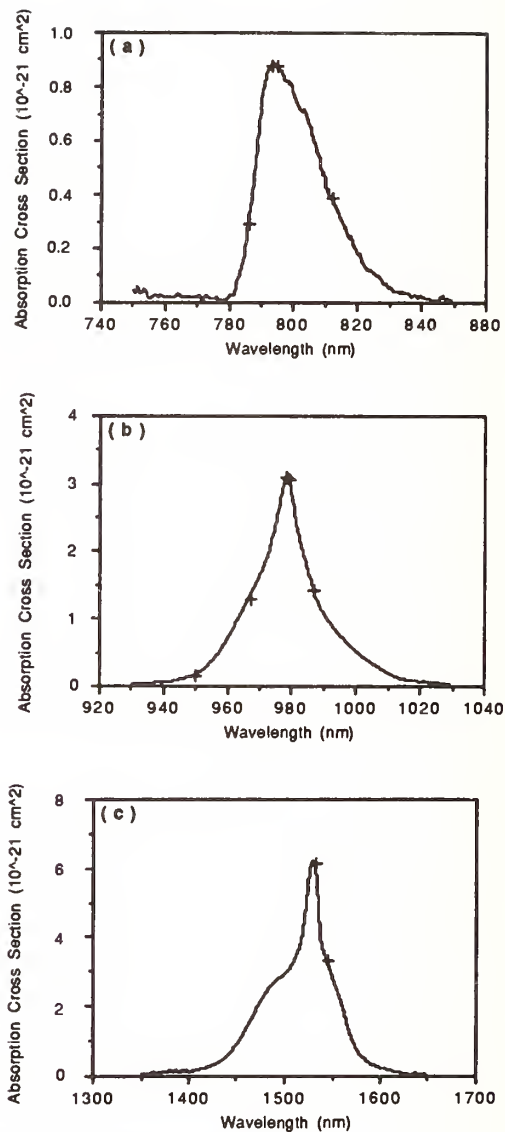 ( a )
Absorption Cross Section (10^-21 cm^2)
1.0
0.8
0.6
0.4
0.2
0.0
740 760 780 800 820 840 860 880
Wavelength (nm)
( b )
Absorption Cross Section (10^-21 cm^2)
4
3
2
1
0
920 940 960 980 1000 1020 1040
Wavelength (nm)
( c )
Absorption Cross Section (10^-21 cm^2)
8
6
4
2
0
1300 1400 1500 1600 1700
Wavelength (nm)